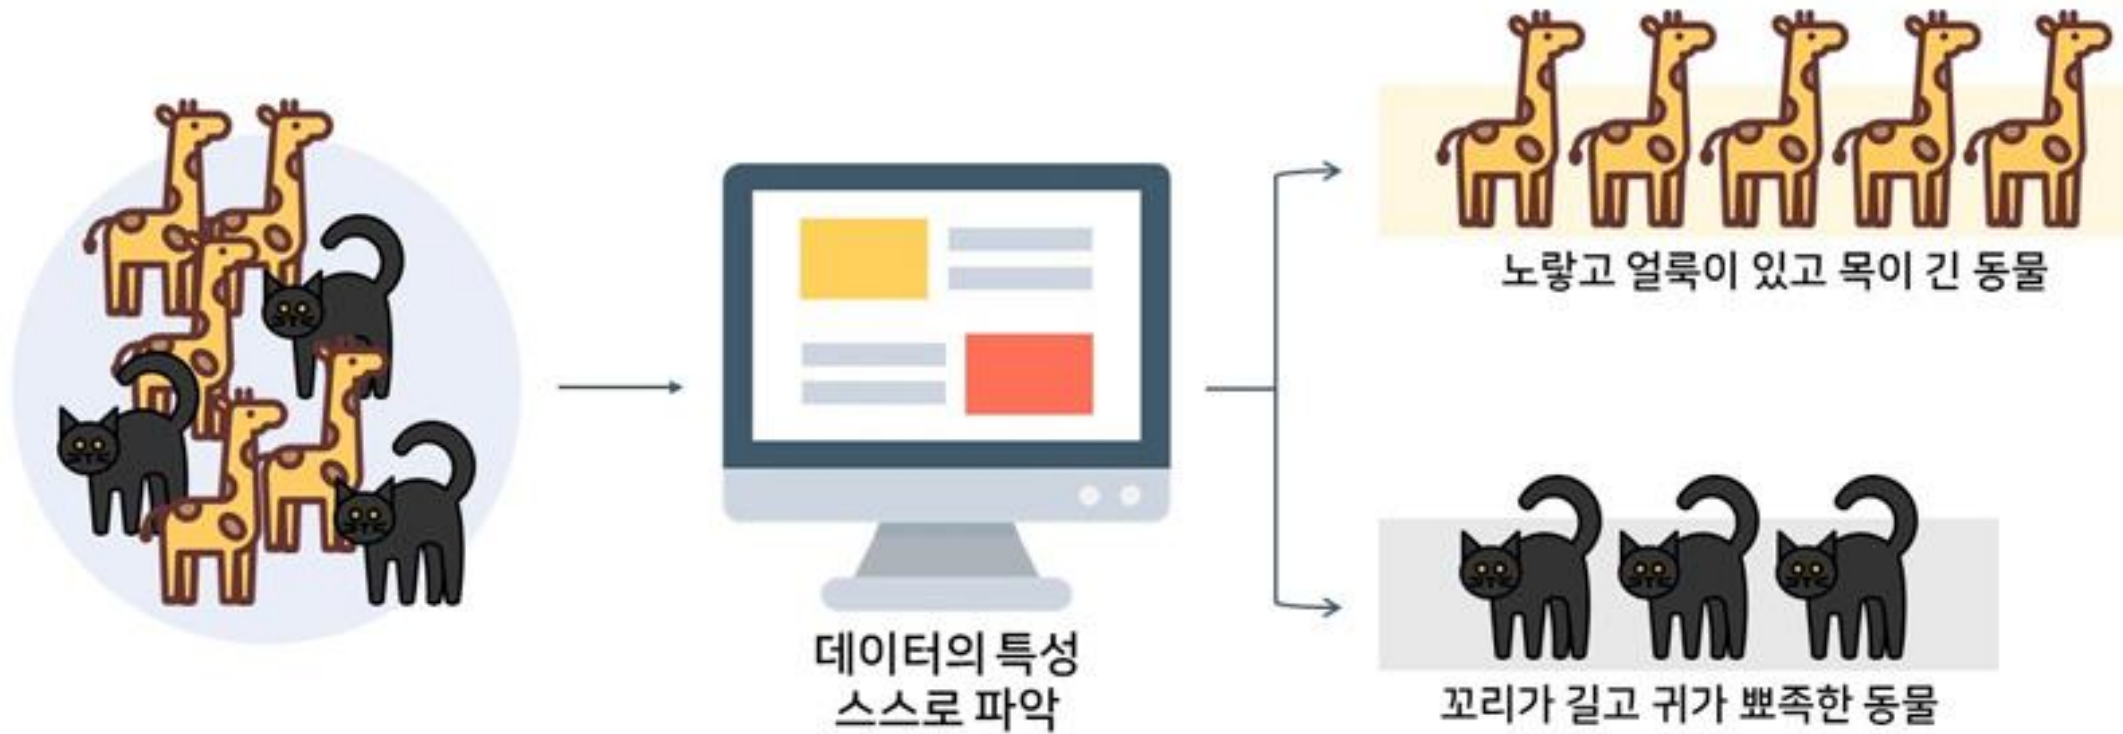 노랗고 얼룩이 있고 목이 긴 동물
데이터의 특성
스스로 파악
꼬리가 길고 귀가 뾰족한 동물